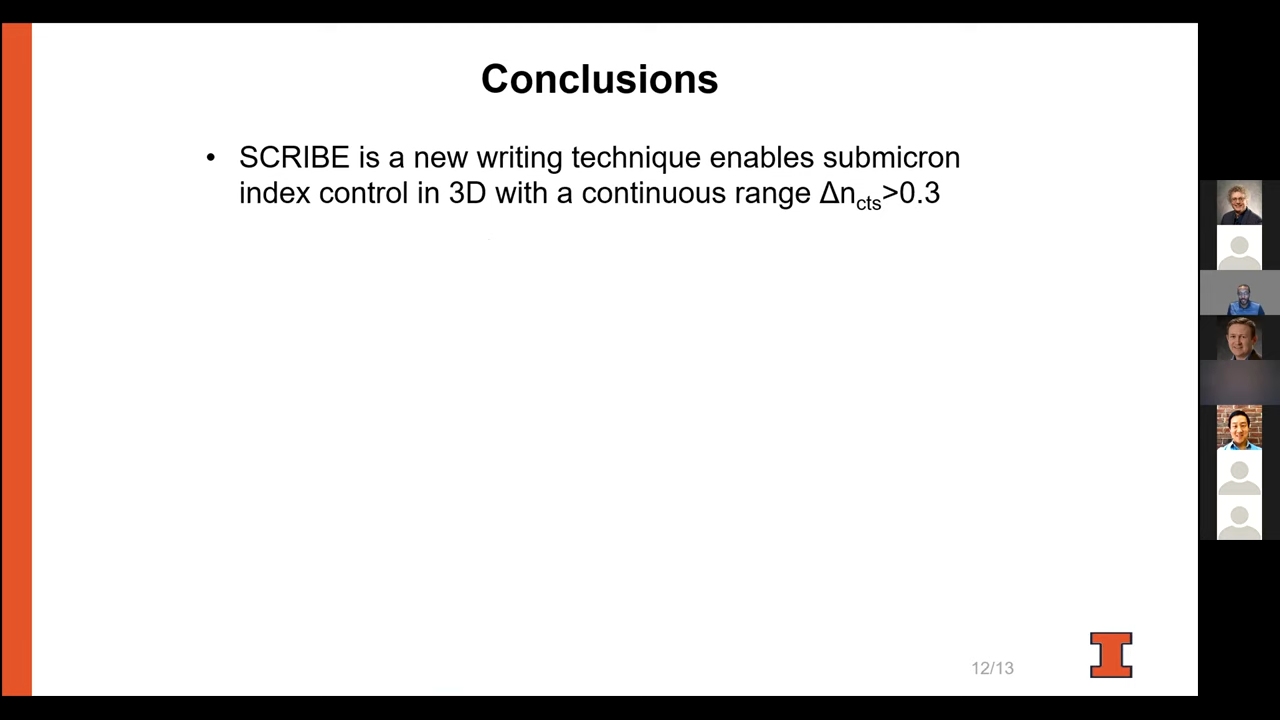 Conclusions
• SCRIBE is a new writing technique enables submicron
index control in 3D with a continuous range Δn_cts>0.3
12/13